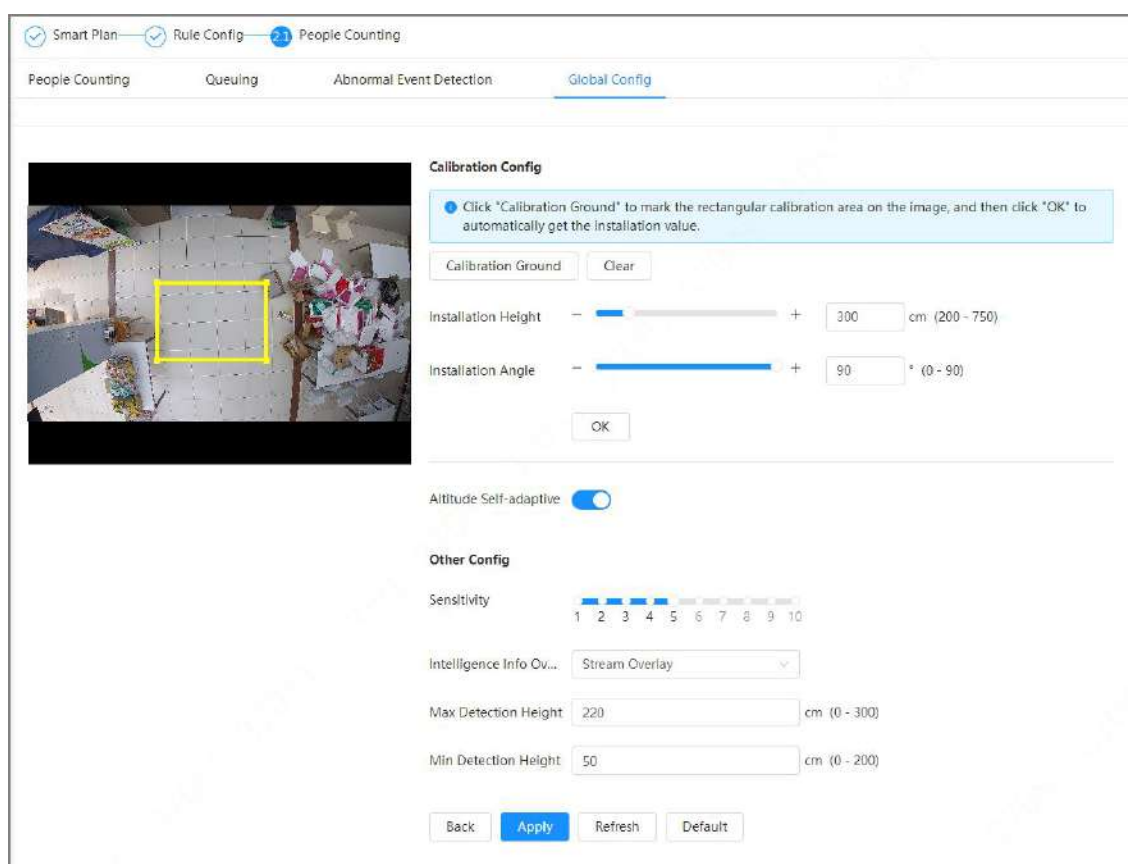 Smart Plan Rule Config 2.1 People Counting
People Counting Queuing Abnormal Event Detection Global Config
Calibration Config
Click "Calibration Ground" to mark the rectangular calibration area on the image, and then click "OK" to
automatically get the installation value.
Calibration Ground Clear
Installation Height − + 300 cm (200 - 750)
Installation Angle − + 90 ° (0 - 90)
OK
Altitude Self-adaptive
Other Config
Sensitivity
1 2 3 4 5 6 7 8 9 10
Intelligence Info Ov... Stream Overlay
Max Detection Height 220 cm (0 - 300)
Min Detection Height 50 cm (0 - 200)
Back Apply Refresh Default